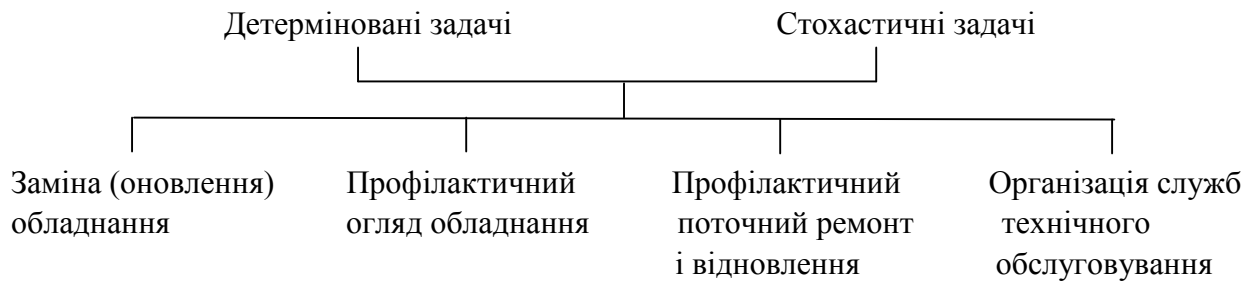 Детерміновані задачі
Стохастичні задачі
Заміна (оновлення)
обладнання
Профілактичний
огляд обладнання
Профілактичний
поточний ремонт
і відновлення
Організація служб
технічного
обслуговування